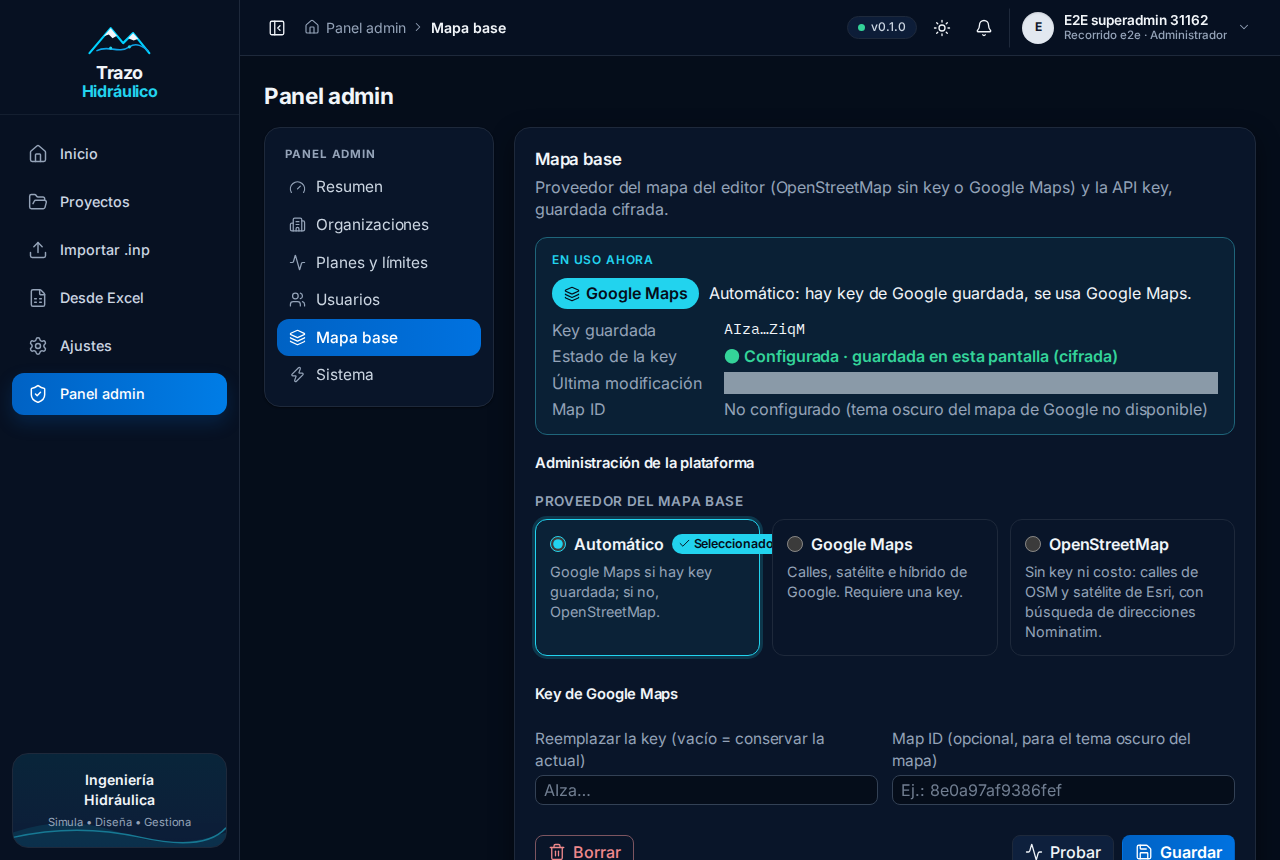 Trazo
Hidráulico
Inicio
Proyectos
Importar .inp
Desde Excel
Ajustes
Panel admin
Ingeniería
Hidráulica
Simula • Diseña • Gestiona
Panel admin > Mapa base
v0.1.0
E
E2E superadmin 31162
Recorrido e2e · Administrador
Panel admin
PANEL ADMIN
Resumen
Organizaciones
Planes y límites
Usuarios
Mapa base
Sistema
Mapa base
Proveedor del mapa del editor (OpenStreetMap sin key o Google Maps) y la API key,
guardada cifrada.
EN USO AHORA
Google Maps Automático: hay key de Google guardada, se usa Google Maps.
Key guardada AIza…ZiqM
Estado de la key Configurada · guardada en esta pantalla (cifrada)
Última modificación
Map ID No configurado (tema oscuro del mapa de Google no disponible)
Administración de la plataforma
PROVEEDOR DEL MAPA BASE
Automático Seleccionado
Google Maps si hay key
guardada; si no,
OpenStreetMap.
Google Maps
Calles, satélite e híbrido de
Google. Requiere una key.
OpenStreetMap
Sin key ni costo: calles de
OSM y satélite de Esri, con
búsqueda de direcciones
Nominatim.
Key de Google Maps
Reemplazar la key (vacío = conservar la
actual)
AIza...
Map ID (opcional, para el tema oscuro del
mapa)
Ej.: 8e0a97af9386fef
Borrar
Probar
Guardar